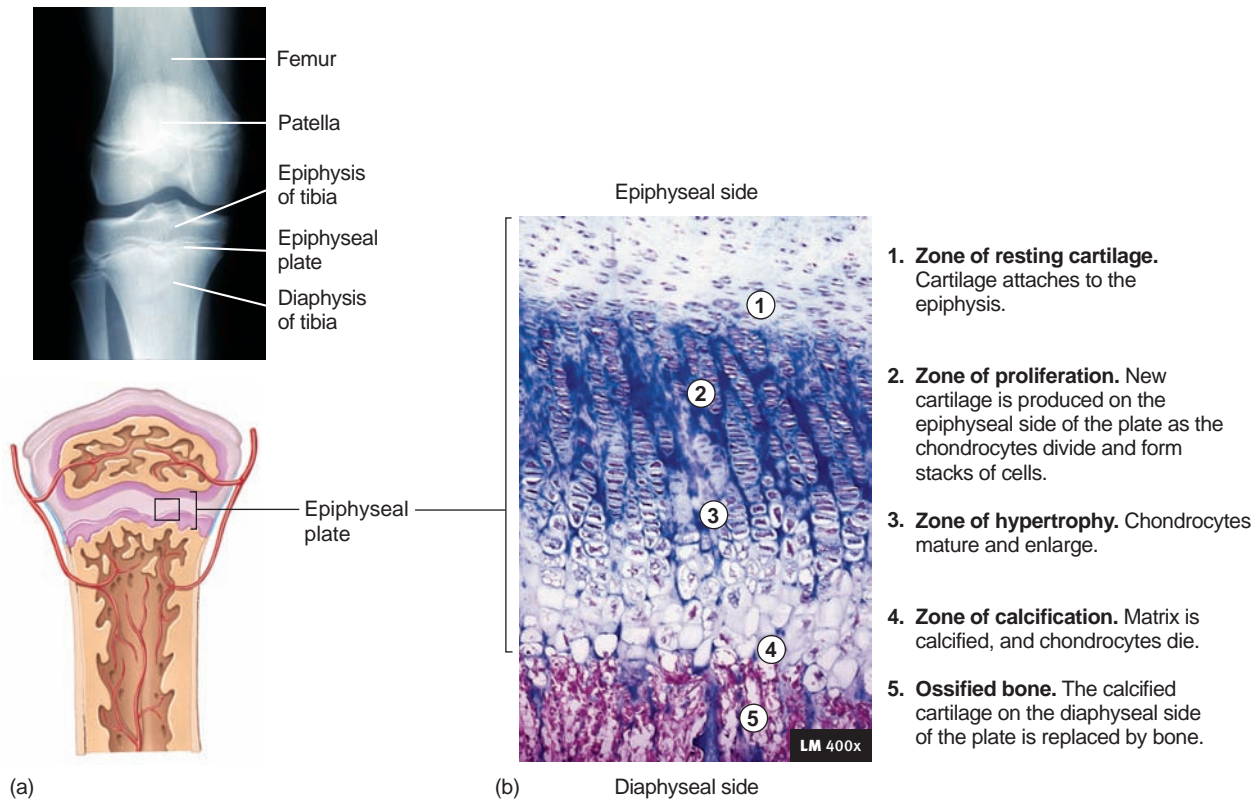 Femur
Patella
Epiphysis
of tibia
Epiphyseal
plate
Diaphysis
of tibia
Epiphyseal
plate
(a)
Epiphyseal side
1
2
3
4
5
LM 400x
(b)
Diaphyseal side
1. Zone of resting cartilage.
Cartilage attaches to the
epiphysis.
2. Zone of proliferation. New
cartilage is produced on the
epiphyseal side of the plate as the
chondrocytes divide and form
stacks of cells.
3. Zone of hypertrophy. Chondrocytes
mature and enlarge.
4. Zone of calcification. Matrix is
calcified, and chondrocytes die.
5. Ossified bone. The calcified
cartilage on the diaphyseal side
of the plate is replaced by bone.